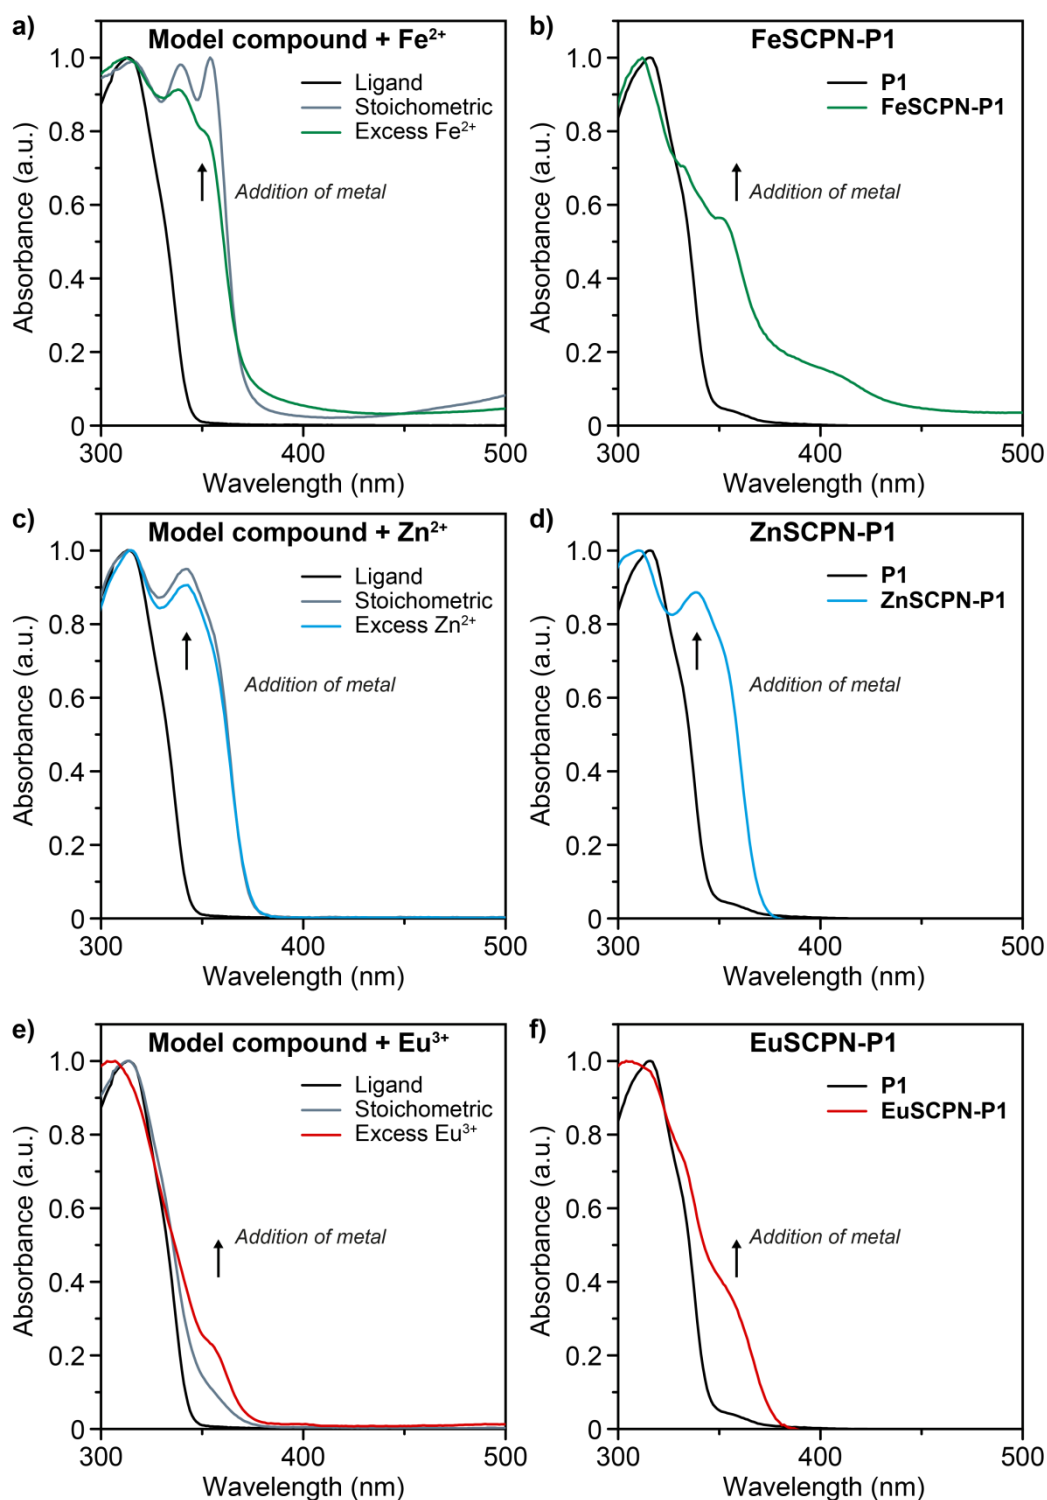 a)
Model compound + Fe²⁺
Ligand
Stoichometric
Excess Fe²⁺
Addition of metal
1.0
0.8
0.6
0.4
0.2
0
300
400
500
Absorbance (a.u.)
Wavelength (nm)
b)
FeSCPN-P1
P1
FeSCPN-P1
Addition of metal
1.0
0.8
0.6
0.4
0.2
0
300
400
500
Absorbance (a.u.)
Wavelength (nm)
c)
Model compound + Zn²⁺
Ligand
Stoichometric
Excess Zn²⁺
Addition of metal
1.0
0.8
0.6
0.4
0.2
0
300
400
500
Absorbance (a.u.)
Wavelength (nm)
d)
ZnSCPN-P1
P1
ZnSCPN-P1
Addition of metal
1.0
0.8
0.6
0.4
0.2
0
300
400
500
Absorbance (a.u.)
Wavelength (nm)
e)
Model compound + Eu³⁺
Ligand
Stoichometric
Excess Eu³⁺
Addition of metal
1.0
0.8
0.6
0.4
0.2
0
300
400
500
Absorbance (a.u.)
Wavelength (nm)
f)
EuSCPN-P1
P1
EuSCPN-P1
Addition of metal
1.0
0.8
0.6
0.4
0.2
0
300
400
500
Absorbance (a.u.)
Wavelength (nm)